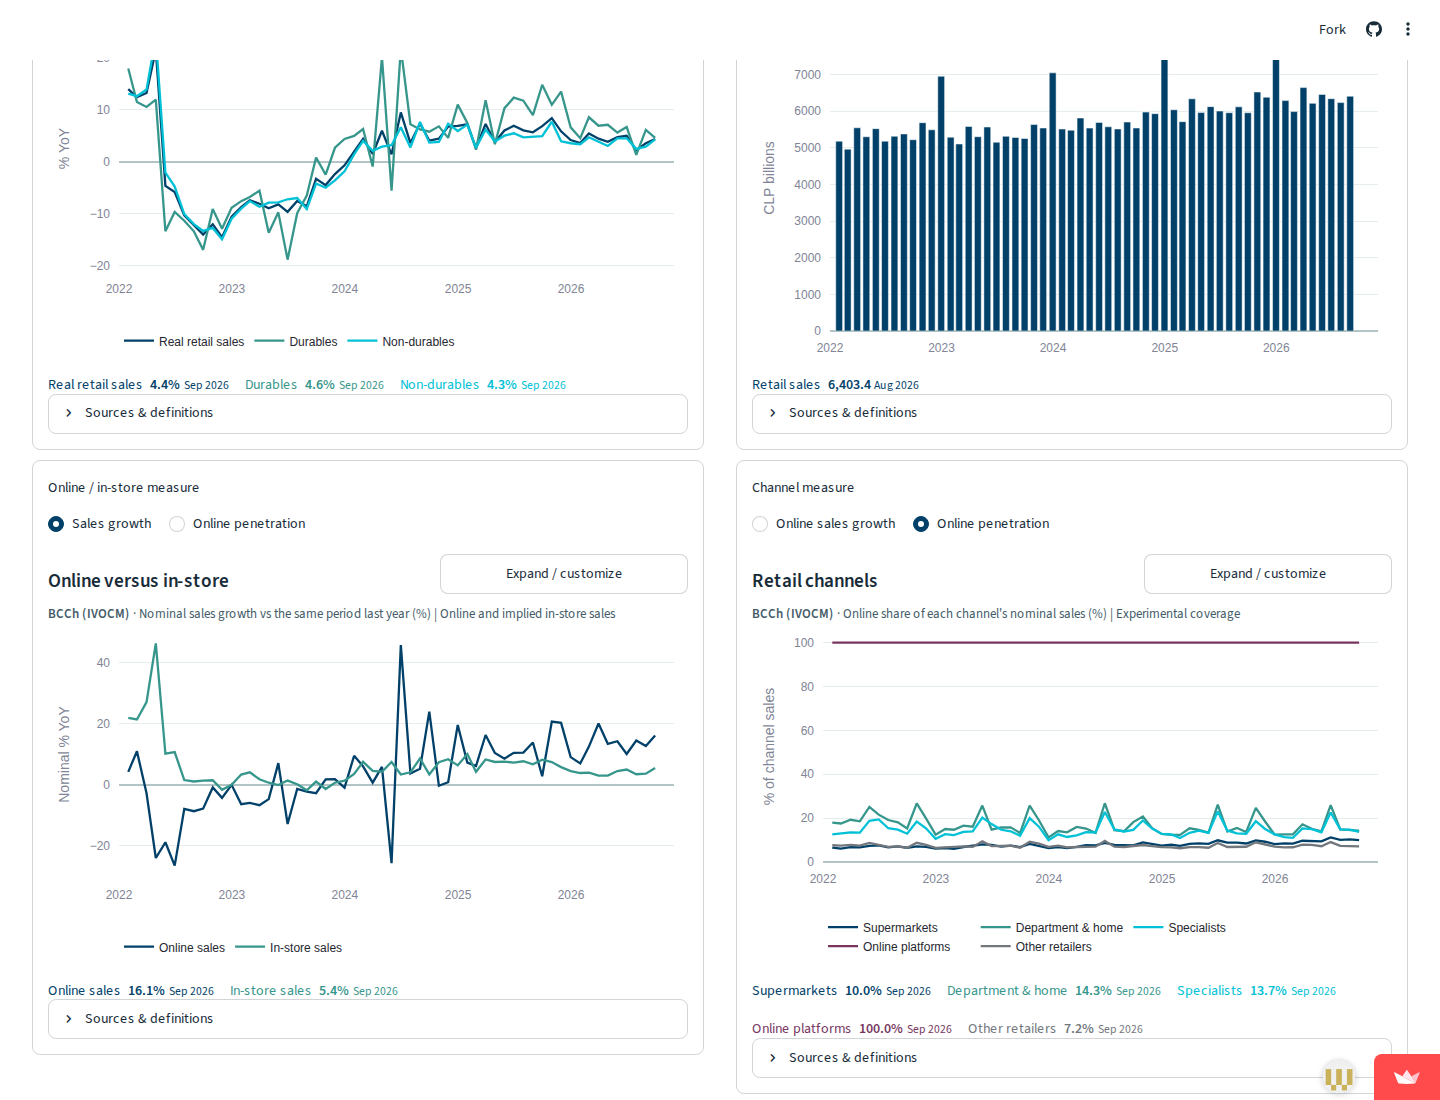 Fork
20
10
0
−10
−20
% YoY
2022 2023 2024 2025 2026
Real retail sales Durables Non-durables
Real retail sales 4.4% Sep 2026 Durables 4.6% Sep 2026 Non-durables 4.3% Sep 2026
Sources & definitions
7000
6000
5000
4000
3000
2000
1000
0
CLP billions
2022 2023 2024 2025 2026
Retail sales 6,403.4 Aug 2026
Sources & definitions
Online / in-store measure
Sales growth Online penetration
Online versus in-store
Expand / customize
BCCh (IVOCM) · Nominal sales growth vs the same period last year (%) | Online and implied in-store sales
40
20
0
−20
Nominal % YoY
2022 2023 2024 2025 2026
Online sales In-store sales
Online sales 16.1% Sep 2026 In-store sales 5.4% Sep 2026
Sources & definitions
Channel measure
Online sales growth Online penetration
Retail channels
Expand / customize
BCCh (IVOCM) · Online share of each channel's nominal sales (%) | Experimental coverage
100
80
60
40
20
0
% of channel sales
2022 2023 2024 2025 2026
Supermarkets Department & home Specialists
Online platforms Other retailers
Supermarkets 10.0% Sep 2026 Department & home 14.3% Sep 2026 Specialists 13.7% Sep 2026
Online platforms 100.0% Sep 2026 Other retailers 7.2% Sep 2026
Sources & definitions